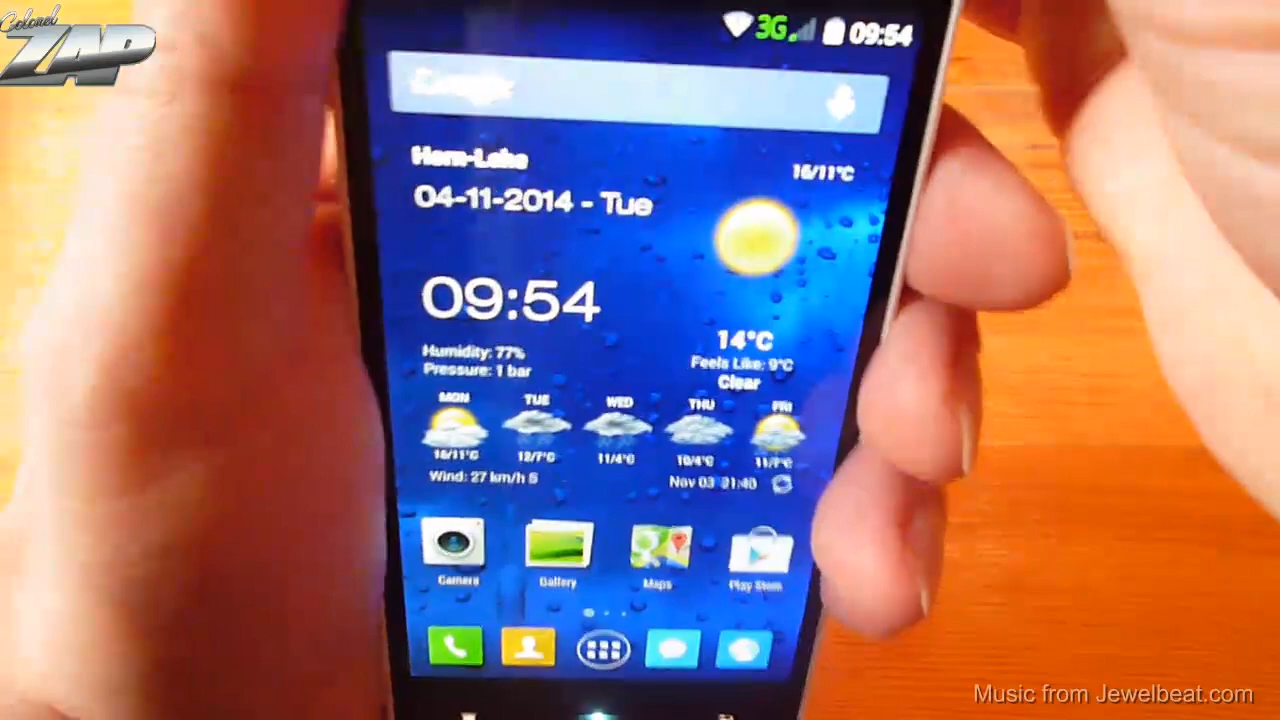 Colonel
ZAP
3G
09:54
Google
Horn-Lehe
16/11°C
04-11-2014 - Tue
09:54
14°C
Humidity: 77%
Feels Like: 9°C
Pressure: 1 bar
Clear
MON TUE WED THU FRI
16/11°C 12/7°C 11/4°C 10/4°C 11/7°C
Wind: 27 km/h S
Nov 03 21:40
Camera Gallery Maps Play Store
Music from Jewelbeat.com